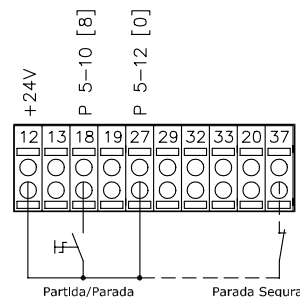 +24V
P 5-10 [8]
P 5-12 [0]
12 13 18 19 27 29 32 33 20 37
Partida/Parada
Parada Segura